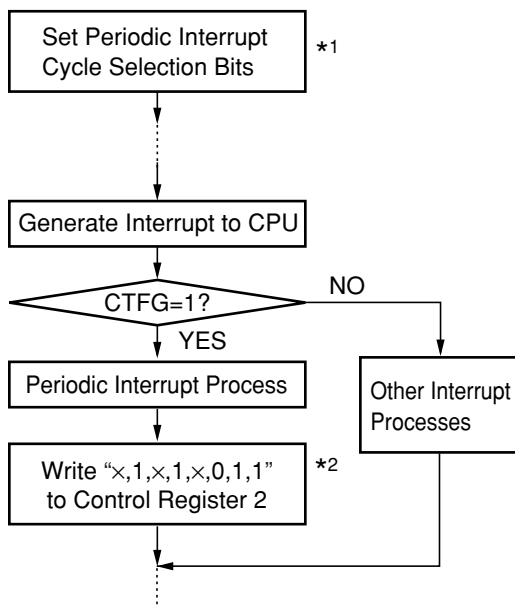 Set Periodic Interrupt
Cycle Selection Bits
*1
Generate Interrupt to CPU
CTFG=1?
NO
YES
Periodic Interrupt Process
Other Interrupt
Processes
Write “×,1,×,1,×,0,1,1”
to Control Register 2
*2